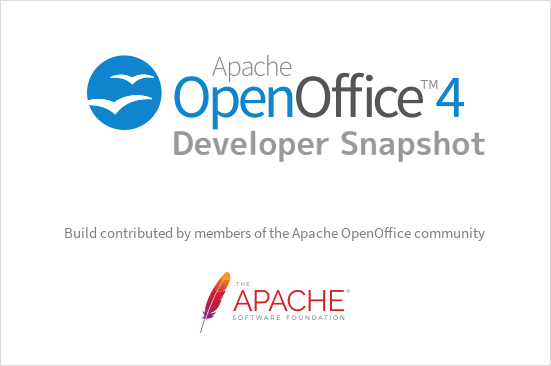 Apache
OpenOffice™ 4
Developer Snapshot
Build contributed by members of the Apache OpenOffice community
THE
APACHE®
SOFTWARE FOUNDATION